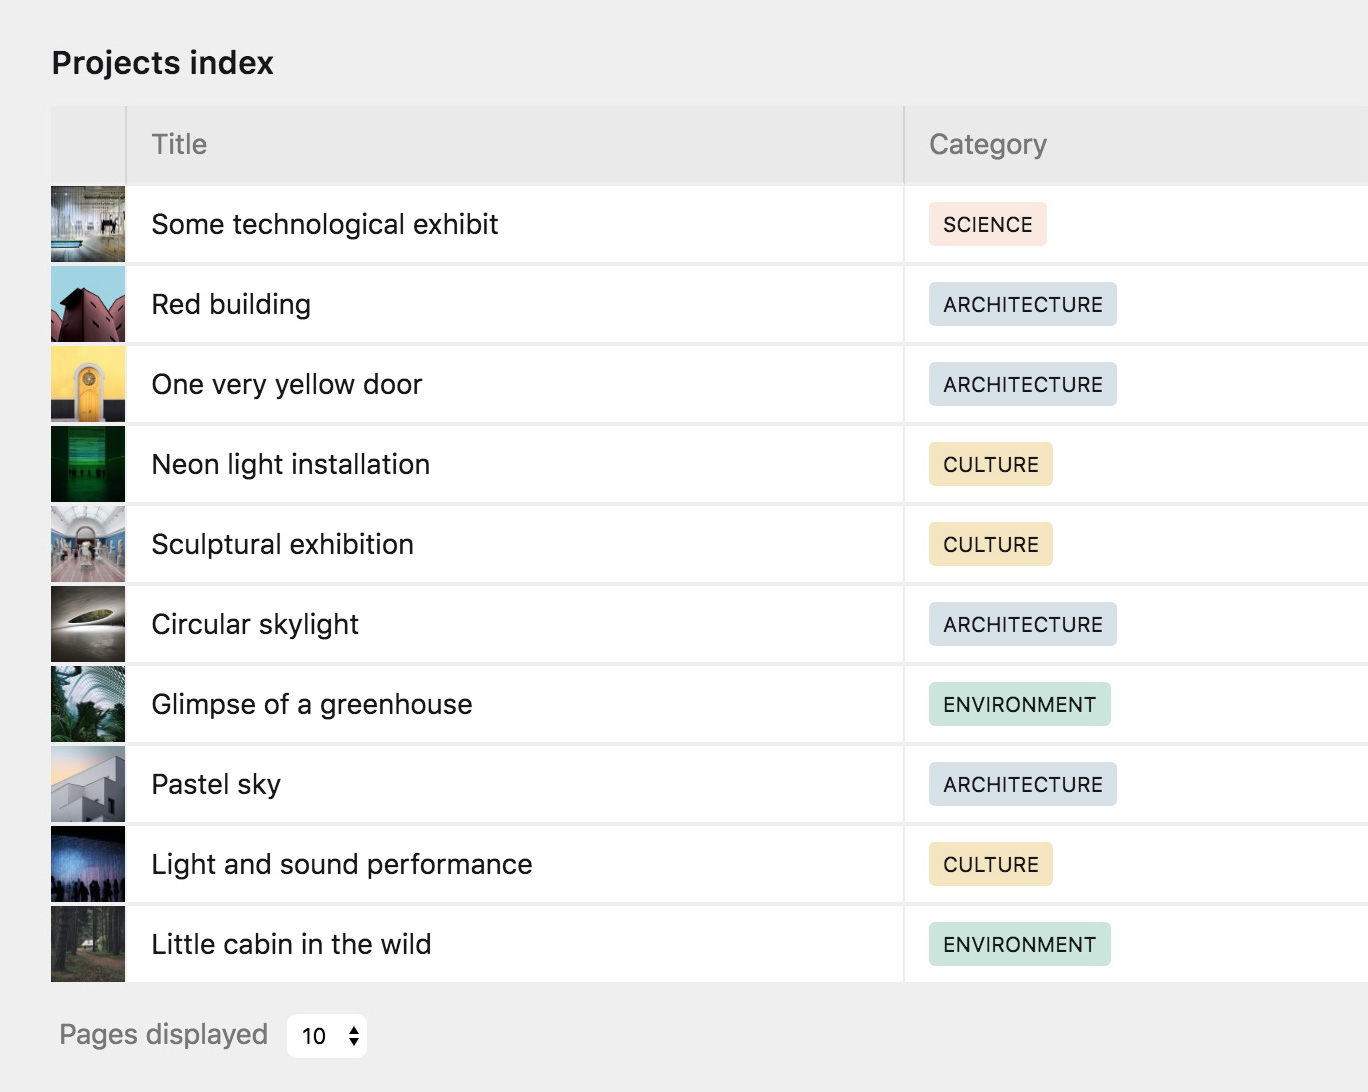 Projects index
Title Category
Some technological exhibit SCIENCE
Red building ARCHITECTURE
One very yellow door ARCHITECTURE
Neon light installation CULTURE
Sculptural exhibition CULTURE
Circular skylight ARCHITECTURE
Glimpse of a greenhouse ENVIRONMENT
Pastel sky ARCHITECTURE
Light and sound performance CULTURE
Little cabin in the wild ENVIRONMENT
Pages displayed 10